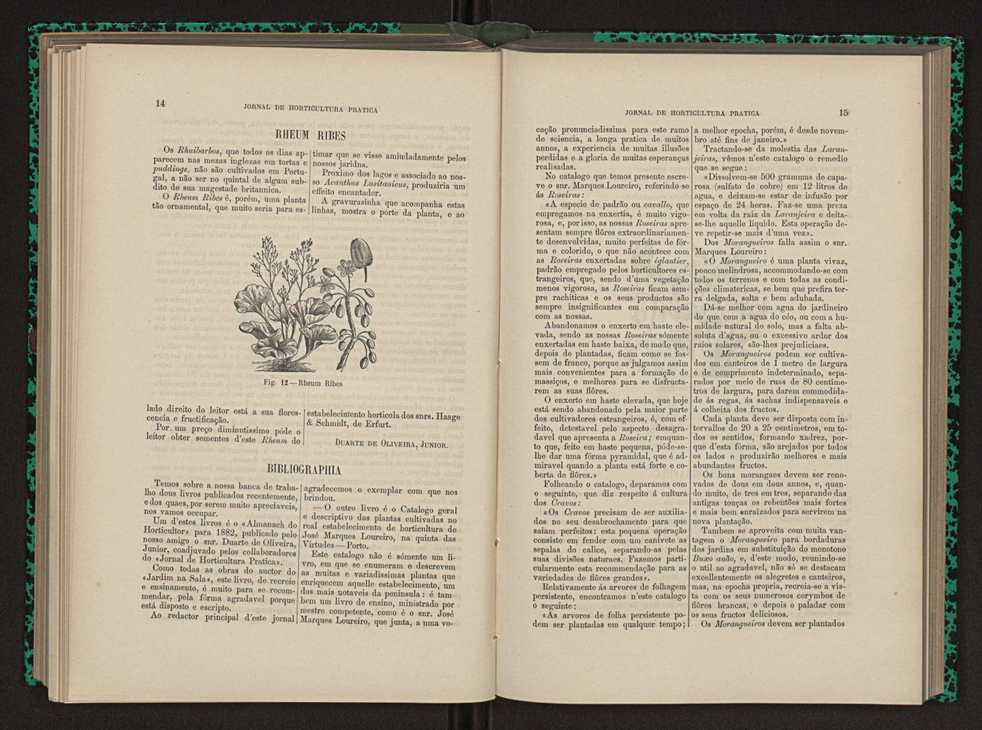 14
JORNAL DE HORTICULTURA PRATICA
RHEUM RIBES
Os Rhuibarbos, que todos os dias ap-
parecem nas mezas inglezas em tortas e
puddings, não são cultivados em Portu-
gal, a não ser no quintal de algum sub-
dito de sua magestade britannica.
O Rheum Ribes é, porém, uma planta
tão ornamental, que muito seria para es-
timar que se visse amiudadamente pelos
nossos jardins.
Proximo dos lagos e associado ao nos-
so Acanthus Lusitanicus, produziria um
effeito encantador.
A gravurasinha que acompanha estas
linhas, mostra o porte da planta, e ao
Fig. 12 — Rheum Ribes
lado direito do leitor está a sua flores-
cencia e fructificação.
Por um preço diminutissimo póde o
leitor obter sementes d'este Rheum do
estabelecimento horticola dos snrs. Haage
& Schmidt, de Erfurt.
DUARTE DE OLIVEIRA, JUNIOR.
BIBLIOGRAPHIA
Temos sobre a nossa banca de traba-
lho dous livros publicados recentemente,
e dos quaes, por serem muito apreciaveis,
nos vamos occupar.
Um d'estes livros é o «Almanach do
Horticultor» para 1882, publicado pelo
nosso amigo o snr. Duarte de Oliveira,
Junior, coadjuvado pelos collaboradores
do «Jornal de Horticultura Pratica».
Como todas as obras do auctor do
«Jardim na Sala», este livro, de recreio
e ensinamento, é muito para se recom-
mendar, pela fórma agradavel porque
está disposto e escripto.
Ao redactor principal d'este jornal
agradecemos o exemplar com que nos
brindou.
— O outro livro é o Catalogo geral
e descriptivo das plantas cultivadas no
real estabelecimento de horticultura de
José Marques Loureiro, na quinta das
Virtudes — Porto.
Este catalogo não é sómente um li-
vro, em que se enumeram e descrevem
as muitas e variadissimas plantas que
enriquecem aquelle estabelecimento, um
dos mais notaveis da peninsula: é tam-
bem um livro de ensino, ministrado por
mestre competente, como é o snr. José
Marques Loureiro, que junta, a uma vo-
JORNAL DE HORTICULTURA PRATICA
15
cação pronunciadissima para este ramo
de sciencia, a longa pratica de muitos
annos, a experiencia de muitas illusões
perdidas e a gloria de muitas esperanças
realisadas.
No catalogo que temos presente escre-
ve o snr. Marques Loureiro, referindo-se
ás Roseiras:
«A especie de padrão ou cavallo, que
empregamos na enxertia, é muito vigo-
rosa, e, por isso, as nossas Roseiras apre-
sentam sempre flôres extraordinariamen-
te desenvolvidas, muito perfeitas de fór-
ma e colorido, o que não acontece com
as Roseiras enxertadas sobre églantier,
padrão empregado pelos horticultores es-
trangeiros, que, sendo d'uma vegetação
menos vigorosa, as Roseiras ficam sem-
pre rachiticas e os seus productos são
sempre insignificantes em comparação
com as nossas.
Abandonamos o enxerto em haste ele-
vada, sendo as nossas Roseiras sómente
enxertadas em haste baixa, de modo que,
depois de plantadas, ficam como se fos-
sem de franco, porque as julgamos assim
mais convenientes para a formação de
massiços, e melhores para se disfructa-
rem as suas flôres.
O enxerto em haste elevada, que hoje
está sendo abandonado pela maior parte
dos cultivadores estrangeiros, é, com ef-
feito, detestavel pelo aspecto desagra-
davel que apresenta a Roseira; emquan-
to que, feito em haste pequena, póde-se-
lhe dar uma fórma pyramidal, que é ad-
miravel quando a planta está forte e co-
berta de flôres.»
Folheando o catalogo, deparamos com
o seguinte, que diz respeito á cultura
dos Cravos:
«Os Cravos precisam de ser auxilia-
dos no seu desabrochamento para que
saiam perfeitos: esta pequena operação
consiste em fender com um canivete as
sepalas do calice, separando-as pelas
suas divisões naturaes. Fazemos parti-
cularmente esta recommendação para as
variedades de flôres grandes».
Relativamente ás arvores de folhagem
persistente, encontramos n'este catalogo
o seguinte:
«As arvores de folha persistente po-
dem ser plantadas em qualquer tempo;
a melhor epocha, porém, é desde novem-
bro até fins de janeiro.»
Tractando-se da molestia das Laran-
jeiras, vêmos n'este catalogo o remedio
que se segue:
«Dissolvem-se 500 grammas de capa-
rosa (sulfato de cobre) em 12 litros de
agua, e deixam-se estar de infusão por
espaço de 24 horas. Faz-se uma preza
em volta da raiz da Laranjeira e deita-
se-lhe aquelle liquido. Esta operação de-
ve repetir-se mais d'uma vez».
Dos Morangueiros falla assim o snr.
Marques Loureiro:
«O Morangueiro é uma planta vivaz,
pouco melindrosa, accommodando-se com
todos os terrenos e com todas as condi-
ções climatericas, se bem que prefira ter-
ra delgada, solta e bem adubada.
Dá-se melhor com agua do jardineiro
do que com a agua do céo, ou com a hu-
midade natural do solo, mas a falta ab-
soluta d'agua, ou o excessivo ardor dos
raios solares, são-lhes prejudiciaes.
Os Morangueiros podem ser cultiva-
dos em canteiros de 1 metro de largura
e de comprimento indeterminado, sepa-
rados por meio de ruas de 80 centime-
tros de largura, para darem commodida-
de ás regas, ás sachas indispensaveis e
á colheita dos fructos.
Cada planta deve ser disposta com in-
tervallos de 20 a 25 centimetros, em to-
dos os sentidos, formando xadrez, por-
que d'esta fórma, são arejados por todos
os lados e produzirão melhores e mais
abundantes fructos.
Os bons morangaes devem ser reno-
vados de dous em dous annos, e, quan-
do muito, de tres em tres, separando das
antigas touças os rebentões mais fortes
e mais bem enraizados para servirem na
nova plantação.
Tambem se aproveita com muita van-
tagem o Morangueiro para bordaduras
dos jardins em substituição do monotono
Buxo anão, e, d'este modo, reunindo-se
o util ao agradavel, não só se destacam
excellentemente os alegretes e canteiros,
mas, na epocha propria, recreia-se a vis-
ta com os seus numerosos corymbos de
flôres brancas, e depois a paladar com
os seus fructos deliciosos.
Os Morangueiros devem ser plantados